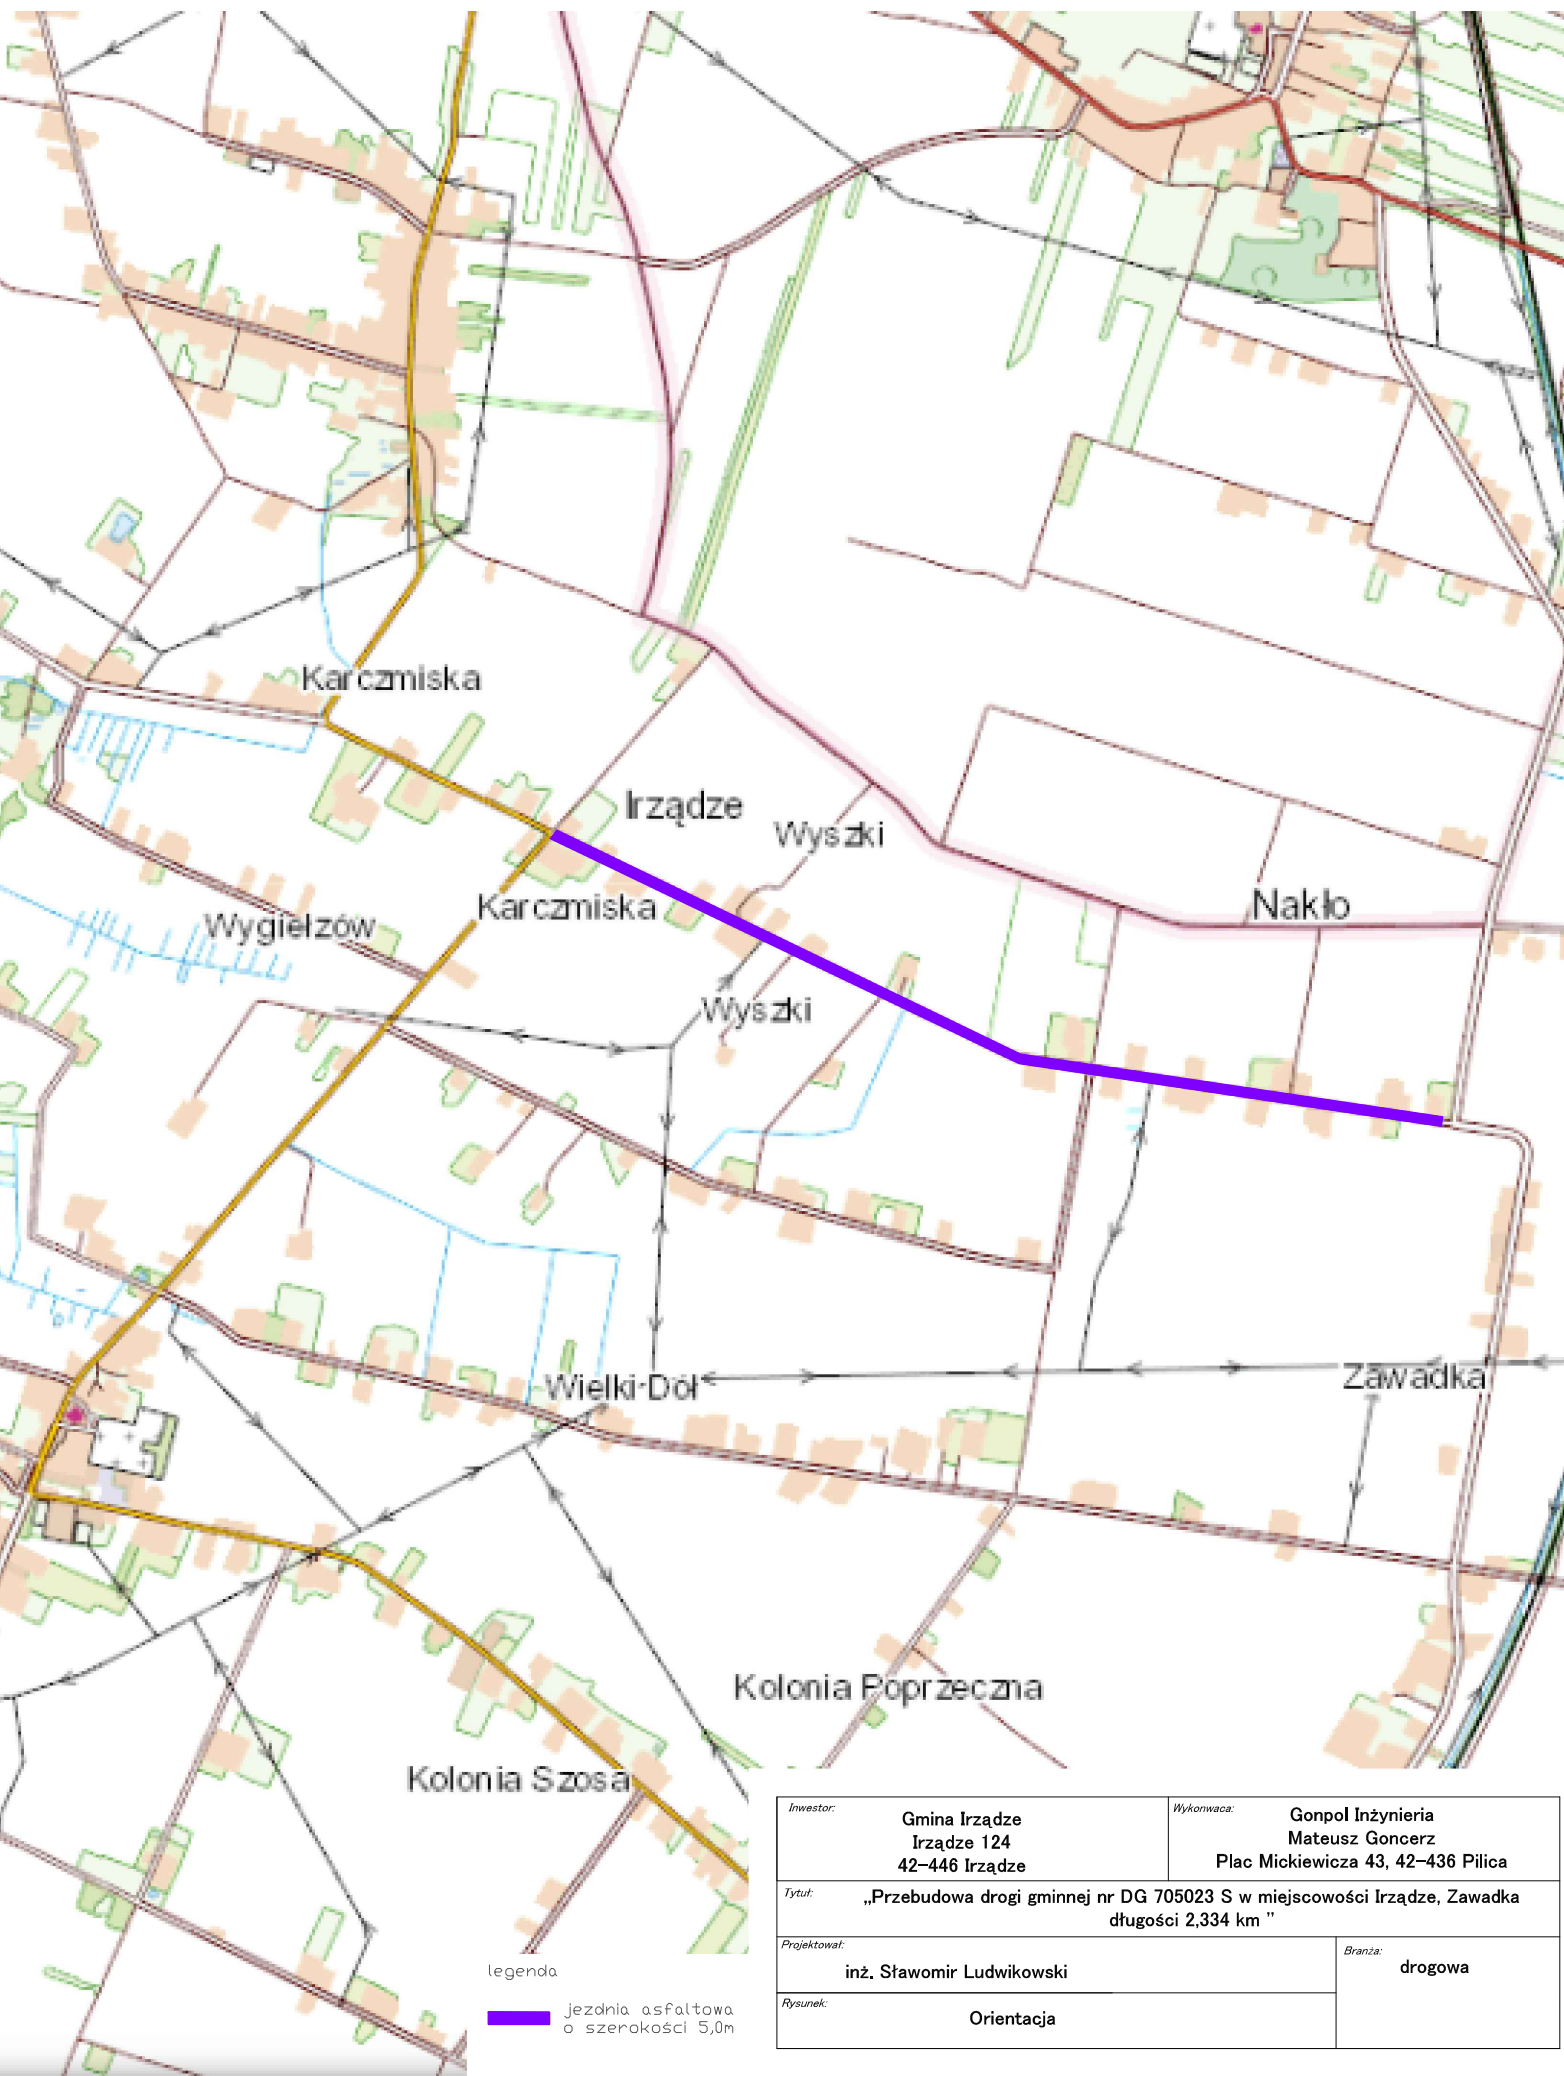 Karczmiska
Irządze
Wyszki
Karczmiska
Nakło
Wygiełzów
Wyszki
Wielki Dół
Zawadka
Kolonia Poprzeczna
Kolonia Szosa
Inwestor:
Gmina Irządze
Irządze 124
42-446 Irządze
Wykonwaca:
Gonpol Inżynieria
Mateusz Goncerz
Plac Mickiewicza 43, 42-436 Pilica
Tytuł:
„Przebudowa drogi gminnej nr DG 705023 S w miejscowości Irządze, Zawadka
długości 2,334 km ”
Projektował:
inż. Sławomir Ludwikowski
Branża:
drogowa
Rysunek:
Orientacja
legenda
jezdnia asfaltowa
o szerokości 5,0m